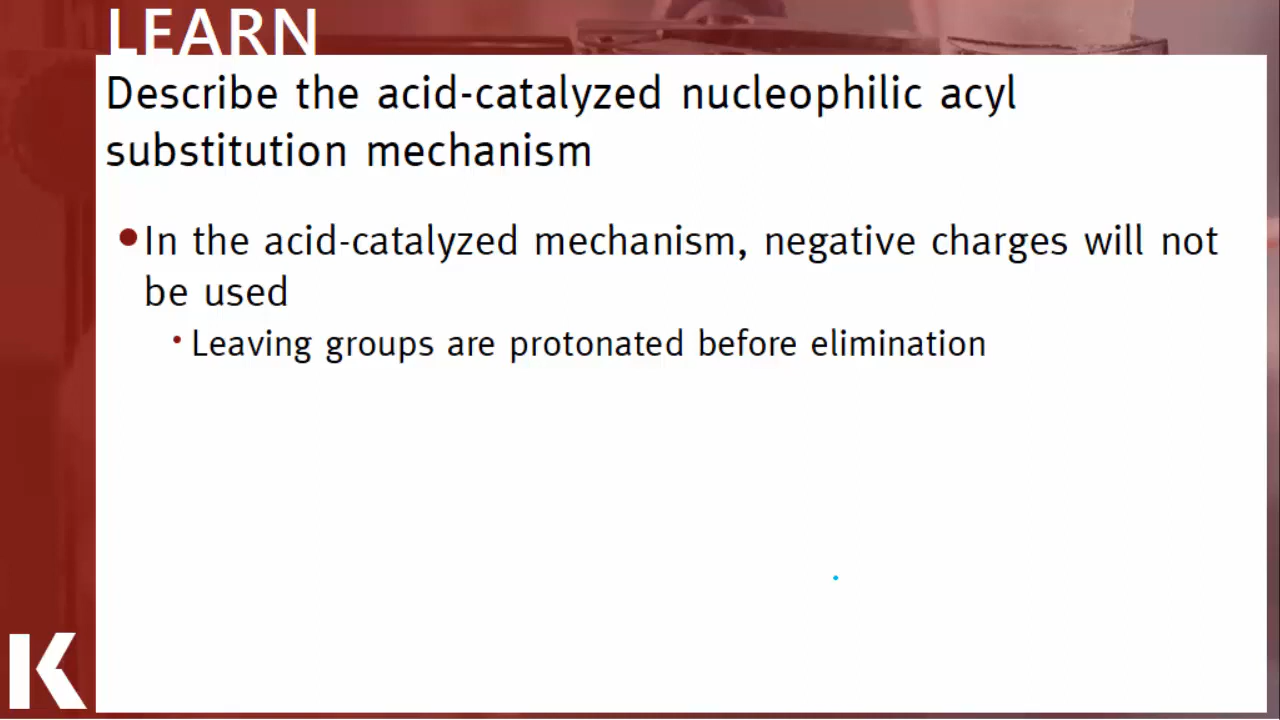 LEARN
Describe the acid-catalyzed nucleophilic acyl
substitution mechanism
• In the acid-catalyzed mechanism, negative charges will not
be used
• Leaving groups are protonated before elimination
K